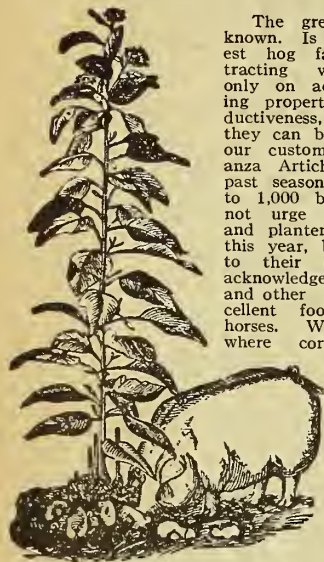 The gre
known. Is
est hog fa
tracting w
only on ac
ing propert
ductiveness,
they can b
our custom
anza Artich
past season
to 1,000 b
not urge
and planter
this year, b
to their
acknowledge
and other
cellent foo
horses. W
where cor